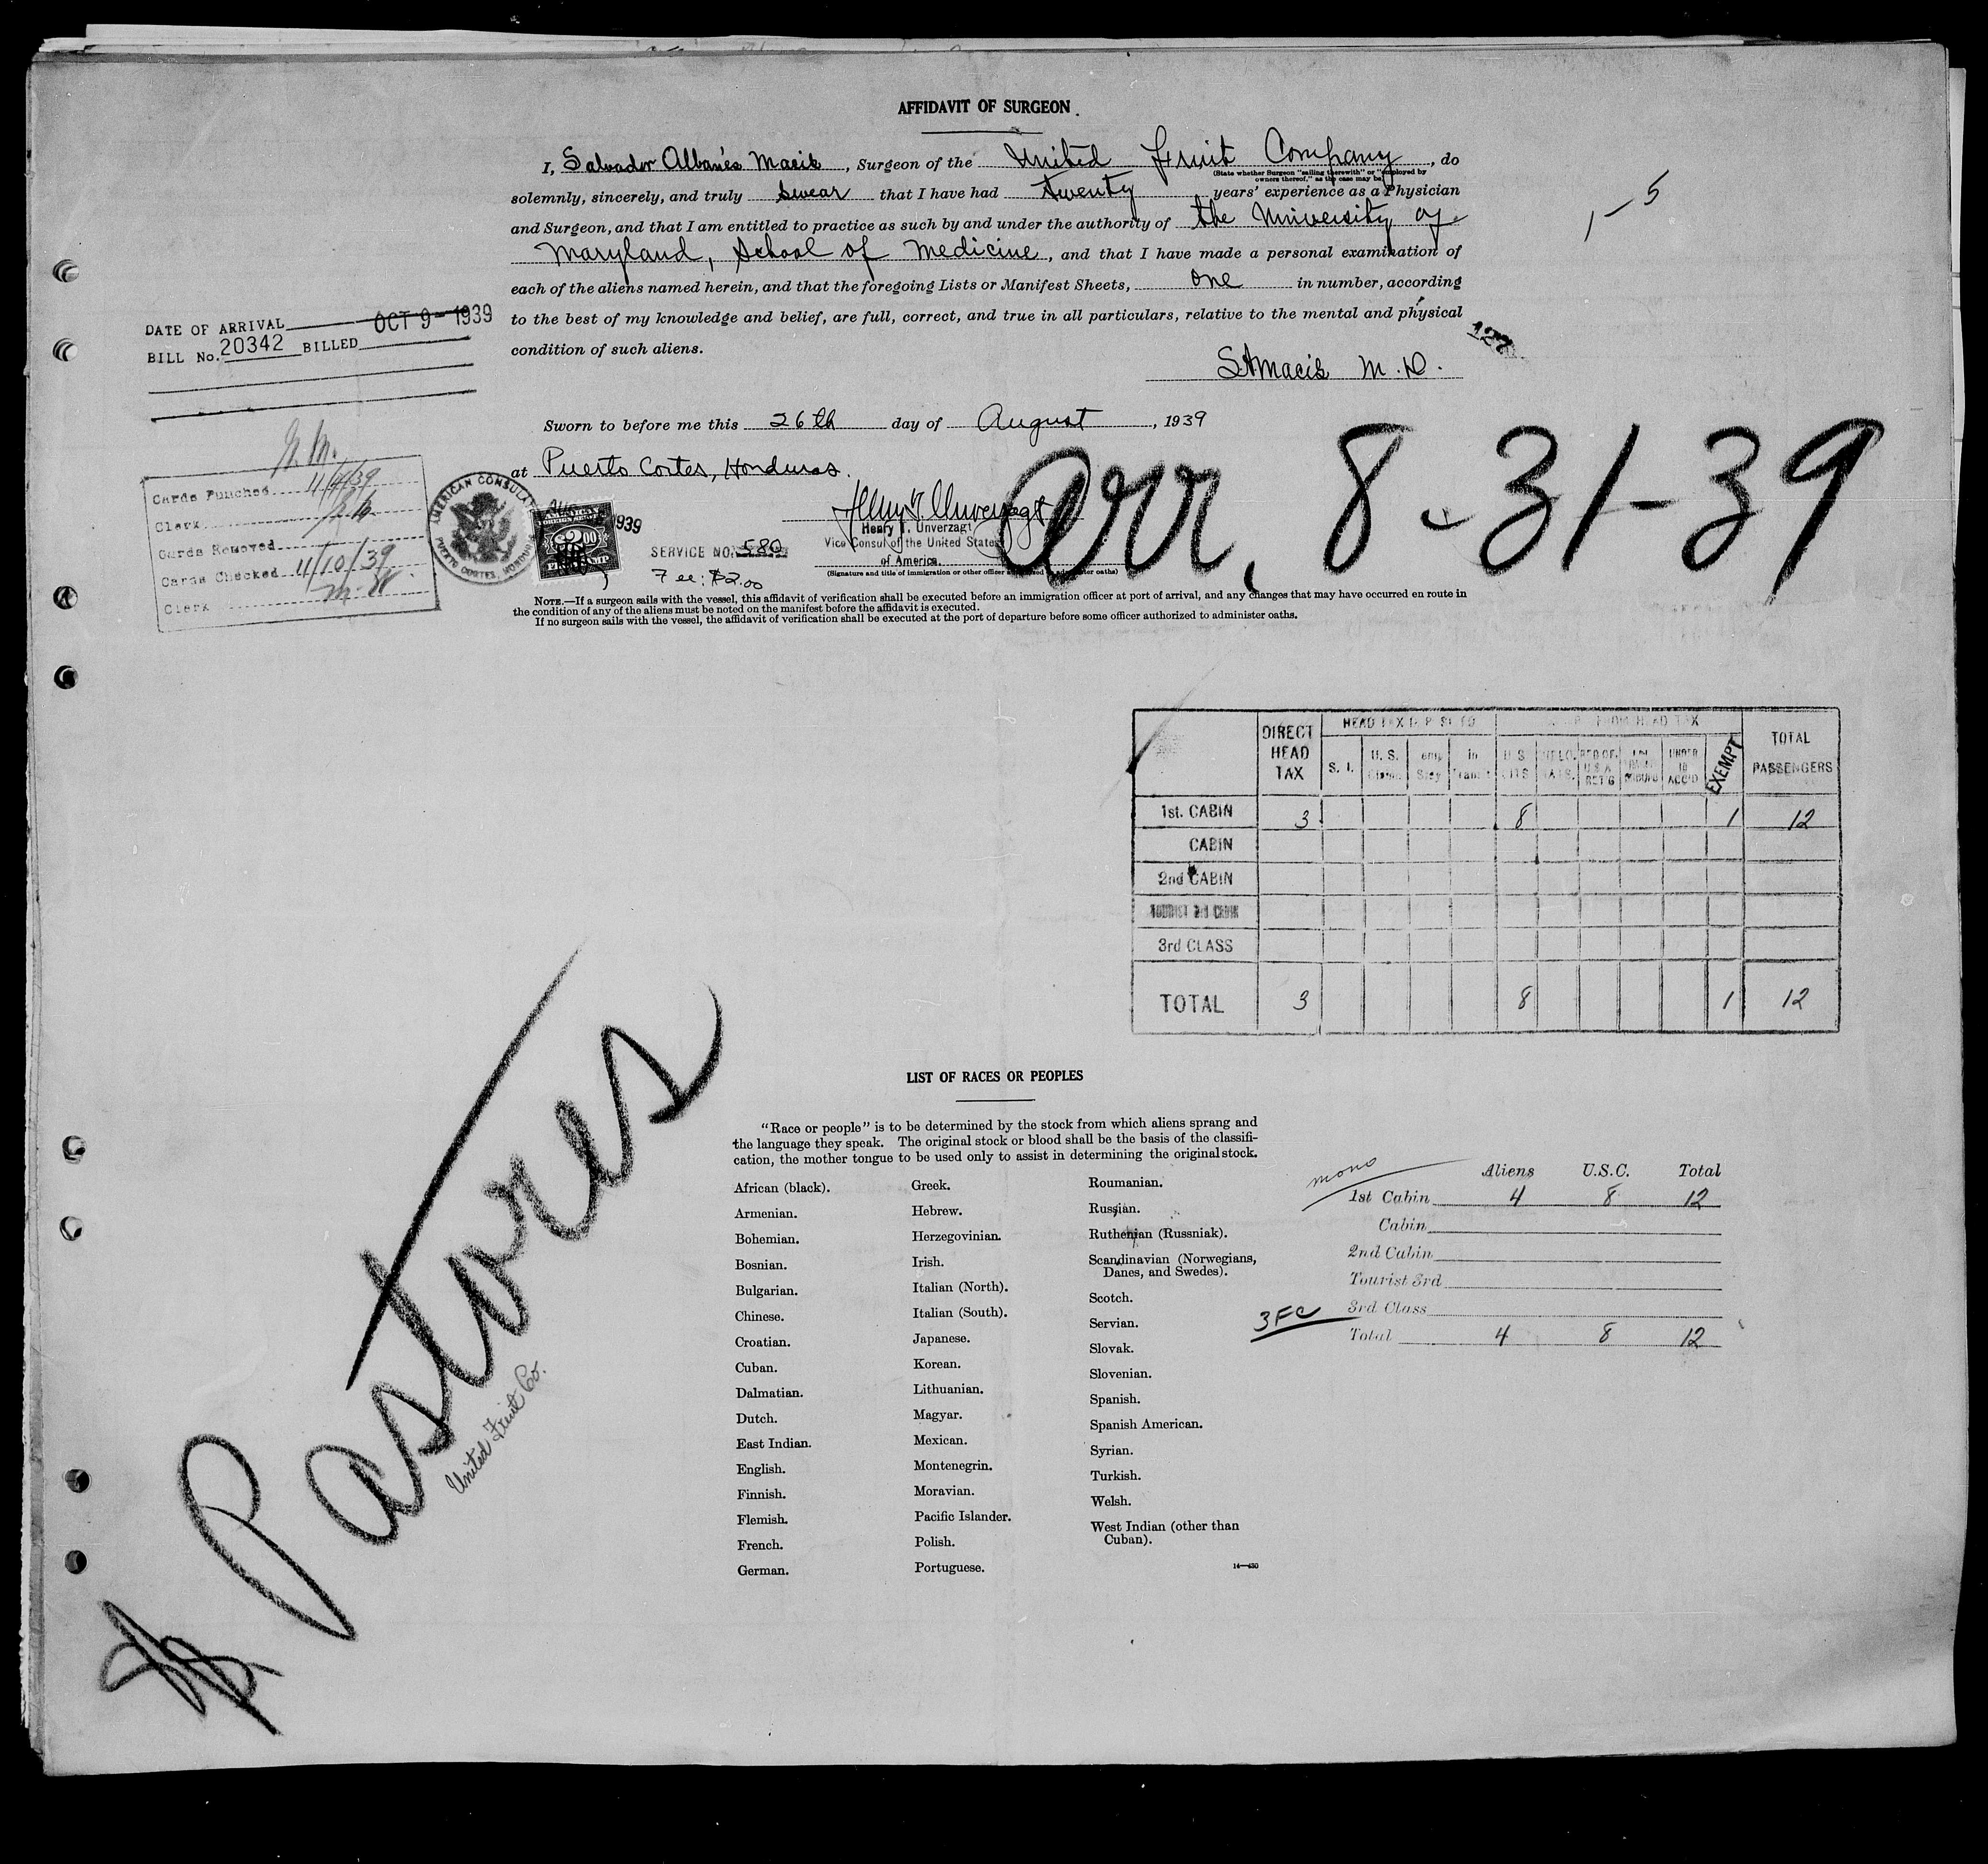 AFFIDAVIT OF SURGEON
I, Salvador Albanés Macis, Surgeon of the United Fruit Company, do
(State whether Surgeon "sailing therewith" or "employed by
owners thereof," as the case may be)
solemnly, sincerely, and truly swear that I have had twenty years' experience as a Physician
and Surgeon, and that I am entitled to practice as such by and under the authority of the University of
Maryland, School of Medicine, and that I have made a personal examination of
each of the aliens named herein, and that the foregoing Lists or Manifest Sheets, one in number, according
to the best of my knowledge and belief, are full, correct, and true in all particulars, relative to the mental and physical
condition of such aliens.
1-5
SAMacis M.D.
DATE OF ARRIVAL OCT 9-1939
BILL No. 20342 BILLED
Sworn to before me this 26th day of August, 1939
at Puerto Cortes, Honduras.
Arr. 8-31-39
Cards Punched 11/9/39
Clerk
Cards Removed
Cards Checked 11/10/39
Clerk M.W.
AMERICAN CONSULATE
PUERTO CORTES, HONDURAS
$2.00
SERVICE NO. 580
Fee: $2.00
Henry T. Unverzagt
Henry T. Unverzagt
Vice Consul of the United States
of America.
NOTE.—If a surgeon sails with the vessel, this affidavit of verification shall be executed before an immigration officer at port of arrival, and any changes that may have occurred en route in
the condition of any of the aliens must be noted on the manifest before the affidavit is executed.
If no surgeon sails with the vessel, the affidavit of verification shall be executed at the port of departure before some officer authorized to administer oaths.
DIRECT HEAD TAX
S. I.
U. S.
in Transit
U S CITS
UNDER 16 ACC'D
EXEMPT
TOTAL PASSENGERS
1st. CABIN 3 8 1 12
CABIN
2nd CABIN
TOURIST 3rd CABIN
3rd CLASS
TOTAL 3 8 1 12
Pastores
United Fruit Co.
LIST OF RACES OR PEOPLES
"Race or people" is to be determined by the stock from which aliens sprang and
the language they speak. The original stock or blood shall be the basis of the classifi-
cation, the mother tongue to be used only to assist in determining the original stock.
African (black).
Armenian.
Bohemian.
Bosnian.
Bulgarian.
Chinese.
Croatian.
Cuban.
Dalmatian.
Dutch.
East Indian.
English.
Finnish.
Flemish.
French.
German.
Greek.
Hebrew.
Herzegovinian.
Irish.
Italian (North).
Italian (South).
Japanese.
Korean.
Lithuanian.
Magyar.
Mexican.
Montenegrin.
Moravian.
Pacific Islander.
Polish.
Portuguese.
Roumanian.
Russian.
Ruthenian (Russniak).
Scandinavian (Norwegians,
Danes, and Swedes).
Scotch.
Servian.
Slovak.
Slovenian.
Spanish.
Spanish American.
Syrian.
Turkish.
Welsh.
West Indian (other than
Cuban).
mono
Aliens U.S.C. Total
1st Cabin 4 8 12
Cabin
2nd Cabin
Tourist 3rd
3rd Class
3FC
Total 4 8 12